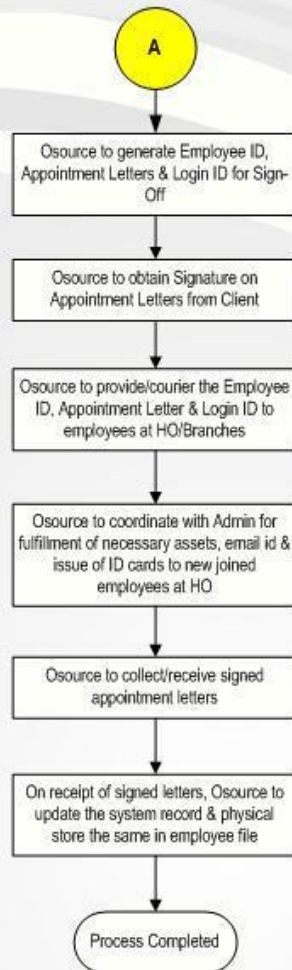 A
Osource to generate Employee ID,
Appointment Letters & Login ID for Sign-
Off
Osource to obtain Signature on
Appointment Letters from Client
Osource to provide/courier the Employee
ID, Appointment Letter & Login ID to
employees at HO/Branches
Osource to coordinate with Admin for
fulfillment of necessary assets, email id &
issue of ID cards to new joined
employees at HO
Osource to collect/receive signed
appointment letters
On receipt of signed letters, Osource to
update the system record & physical
store the same in employee file
Process Completed